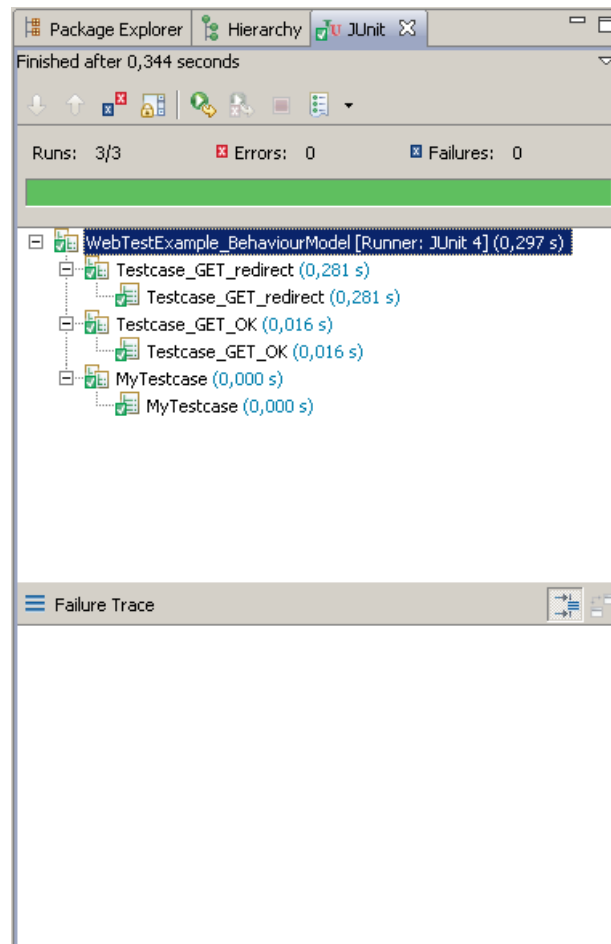 Package Explorer Hierarchy JUnit
Finished after 0,344 seconds
Runs: 3/3 Errors: 0 Failures: 0
WebTestExample_BehaviourModel [Runner: JUnit 4] (0,297 s)
Testcase_GET_redirect (0,281 s)
Testcase_GET_redirect (0,281 s)
Testcase_GET_OK (0,016 s)
Testcase_GET_OK (0,016 s)
MyTestcase (0,000 s)
MyTestcase (0,000 s)
Failure Trace